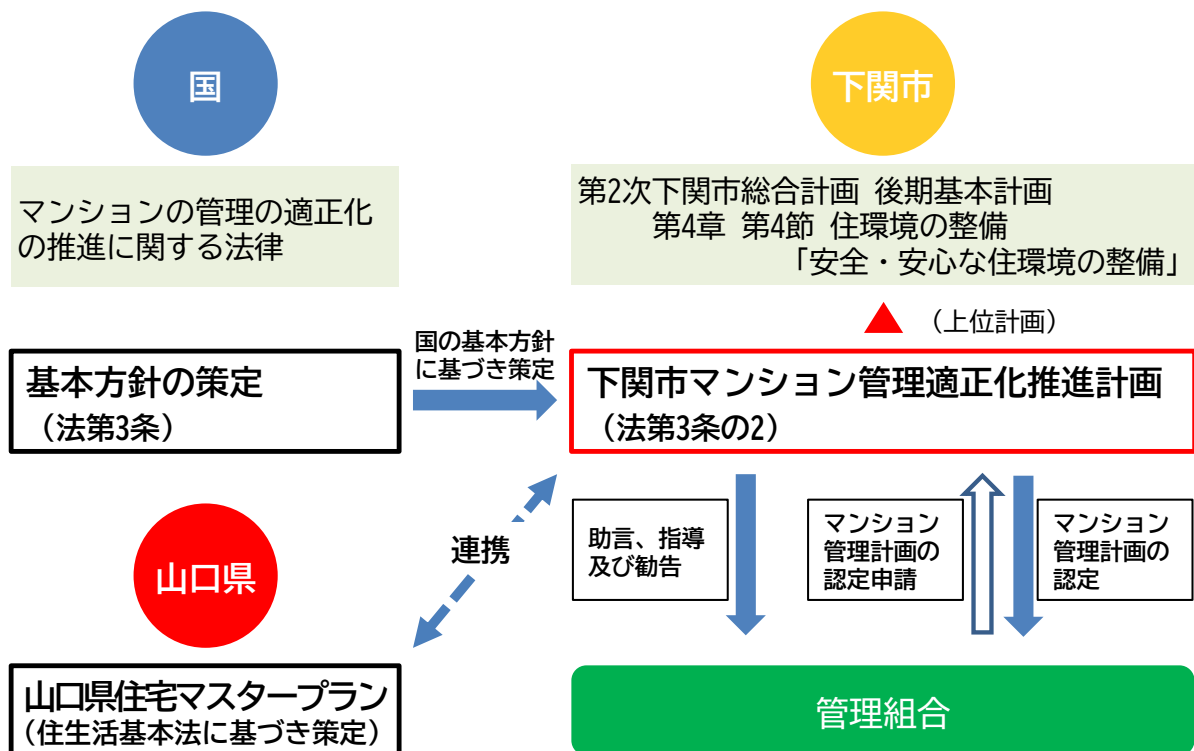 国
マンションの管理の適正化
の推進に関する法律
基本方針の策定
（法第3条）
国の基本方針
に基づき策定
下関市
第2次下関市総合計画 後期基本計画
第4章 第4節 住環境の整備
「安全・安心な住環境の整備」
（上位計画）
下関市マンション管理適正化推進計画
（法第3条の2）
山口県
連携
山口県住宅マスタープラン
（住生活基本法に基づき策定）
助言、指導
及び勧告
マンション
管理計画の
認定申請
マンション
管理計画の
認定
管理組合